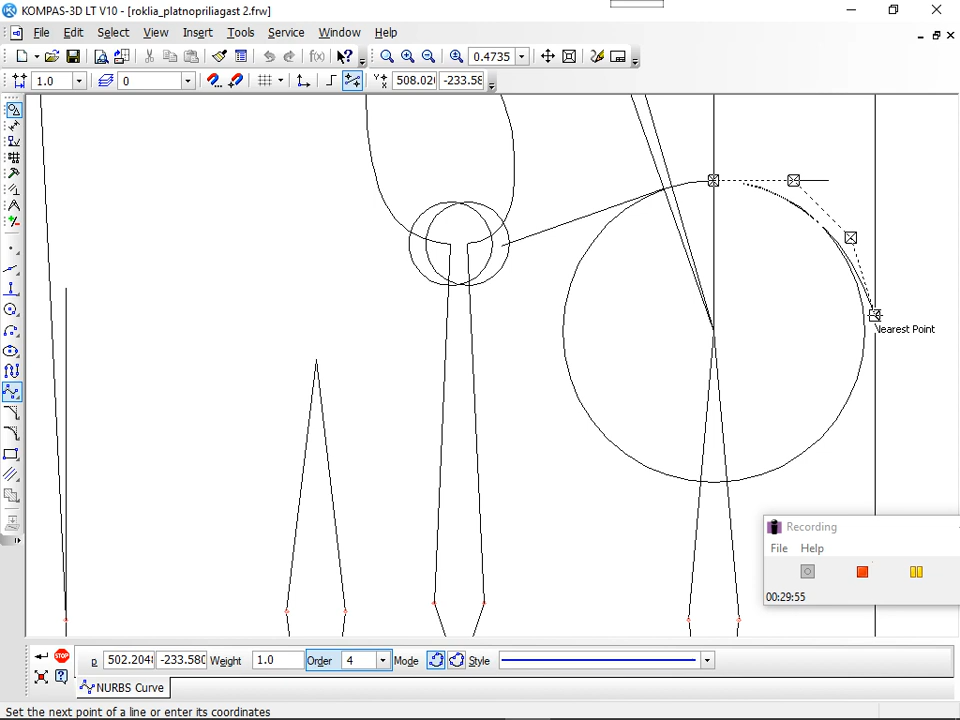 KOMPAS-3D LT V10 - [roklia_platnopriliagast 2.frw]
File Edit Select View Insert Tools Service Window Help
0.4735
1.0 0 508.020 -233.58
f(x)
Nearest Point
Recording
File Help
00:29:55
p 502.204 -233.580 Weight 1.0 Order 4 Mode Style
NURBS Curve
Set the next point of a line or enter its coordinates